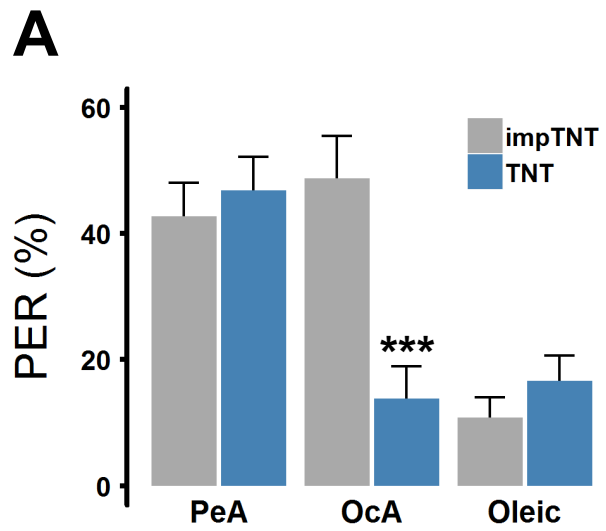 A
60
40
20
0
PER (%)
impTNT
TNT
***
PeA
OcA
Oleic